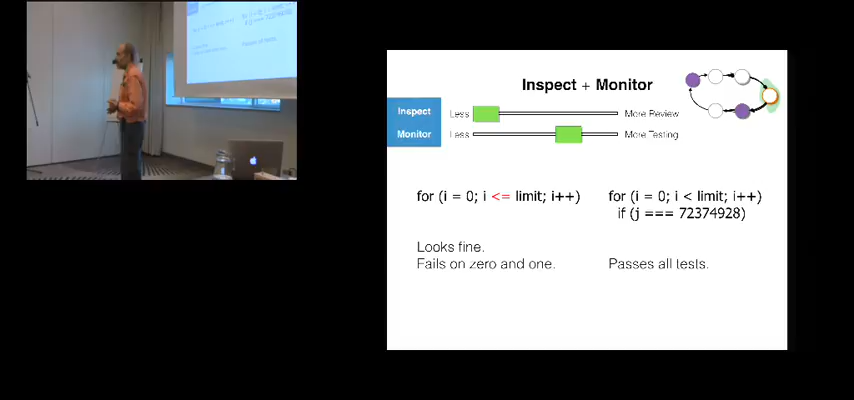 Inspect + Monitor
Inspect Less More Review
Monitor Less More Testing
for (i = 0; i <= limit; i++)
for (i = 0; i < limit; i++)
if (j === 72374928)
Looks fine.
Fails on zero and one.
Passes all tests.